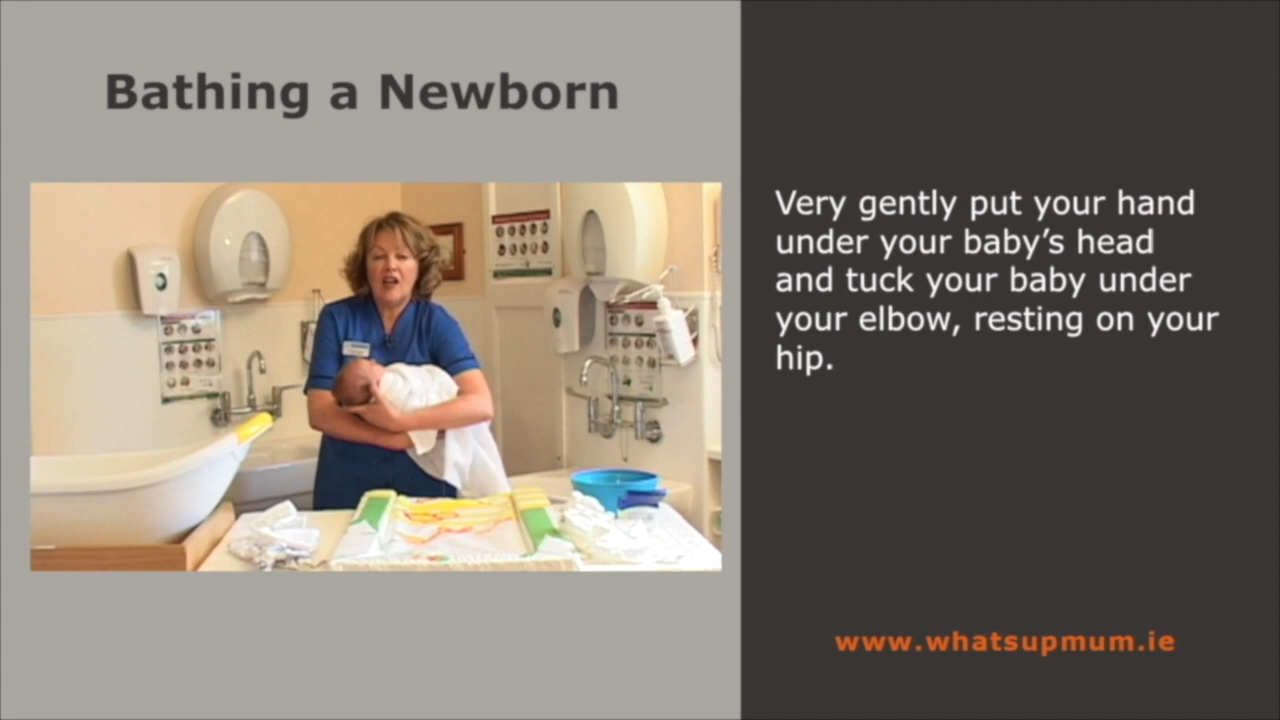 Bathing a Newborn
Very gently put your hand
under your baby’s head
and tuck your baby under
your elbow, resting on your
hip.
www.whatsupmum.ie